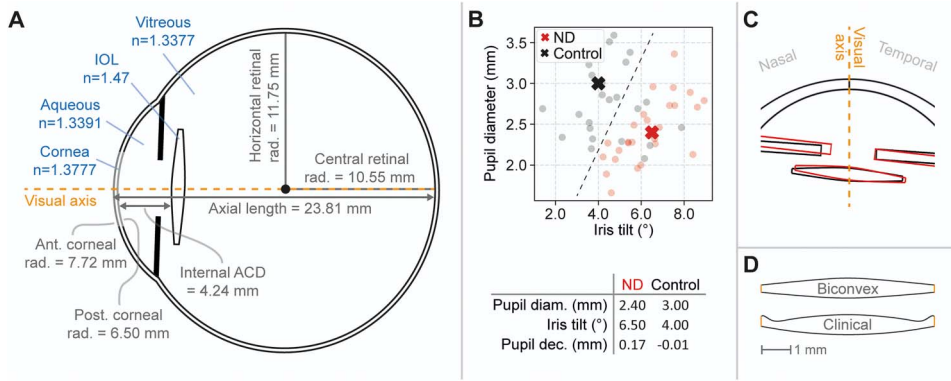 A
Vitreous
n=1.3377
IOL
n=1.47
Aqueous
n=1.3391
Cornea
n=1.3777
Visual axis
Horizontal retinal
rad. = 11.75 mm
Central retinal
rad. = 10.55 mm
Axial length = 23.81 mm
Ant. corneal
rad. = 7.72 mm
Internal ACD
= 4.24 mm
Post. corneal
rad. = 6.50 mm
B
ND
Control
Pupil diameter (mm)
3.5
3.0
2.5
2.0
2.0 4.0 6.0 8.0
Iris tilt (°)
ND Control
Pupil diam. (mm) 2.40 3.00
Iris tilt (°) 6.50 4.00
Pupil dec. (mm) 0.17 -0.01
C
Nasal
Visual
axis
Temporal
D
Biconvex
Clinical
1 mm